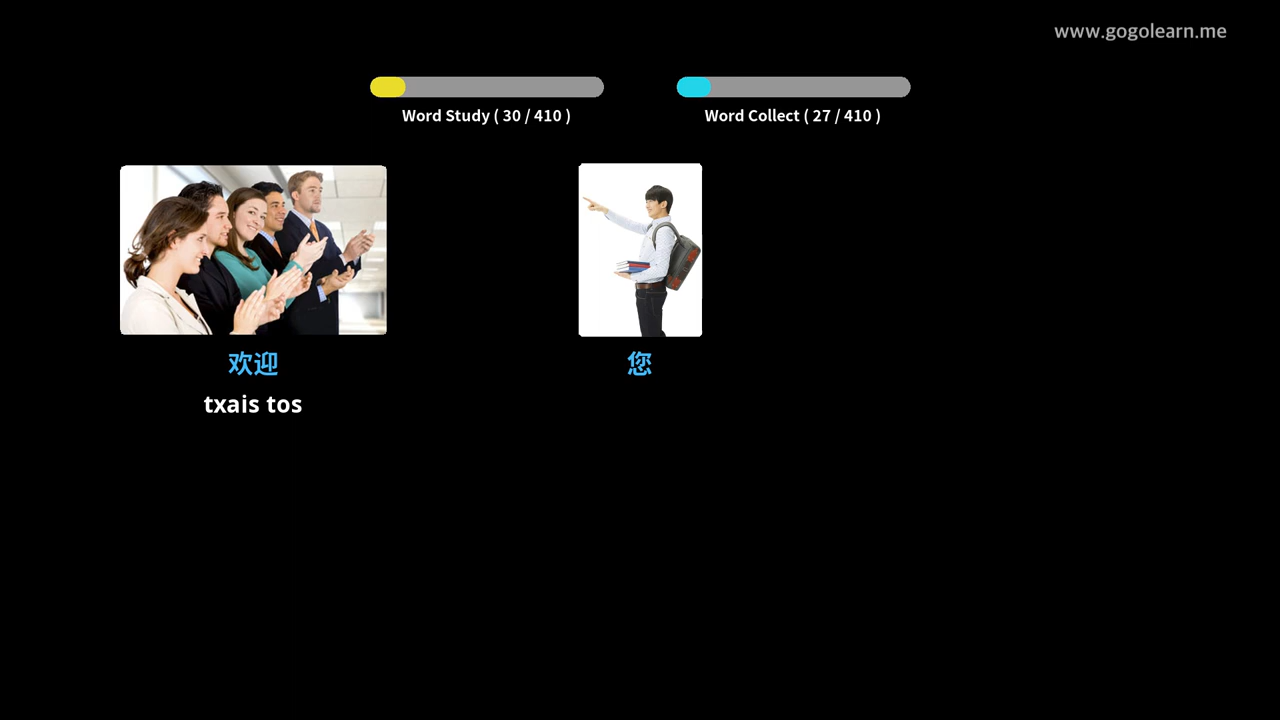 www.gogolearn.me
Word Study ( 30 / 410 )
Word Collect ( 27 / 410 )
欢迎
您
txais tos